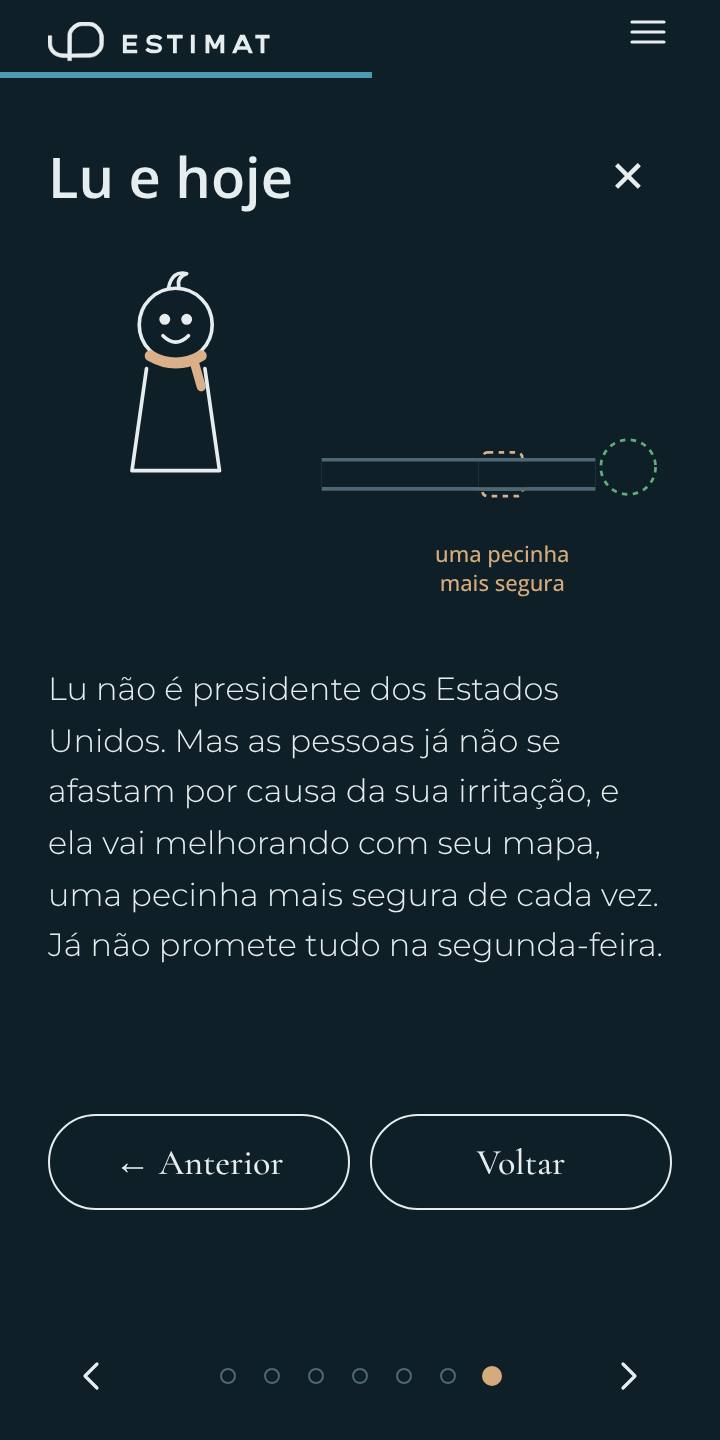 ESTIMAT
Lu e hoje
uma pecinha
mais segura
Lu não é presidente dos Estados
Unidos. Mas as pessoas já não se
afastam por causa da sua irritação, e
ela vai melhorando com seu mapa,
uma pecinha mais segura de cada vez.
Já não promete tudo na segunda-feira.
← Anterior
Voltar